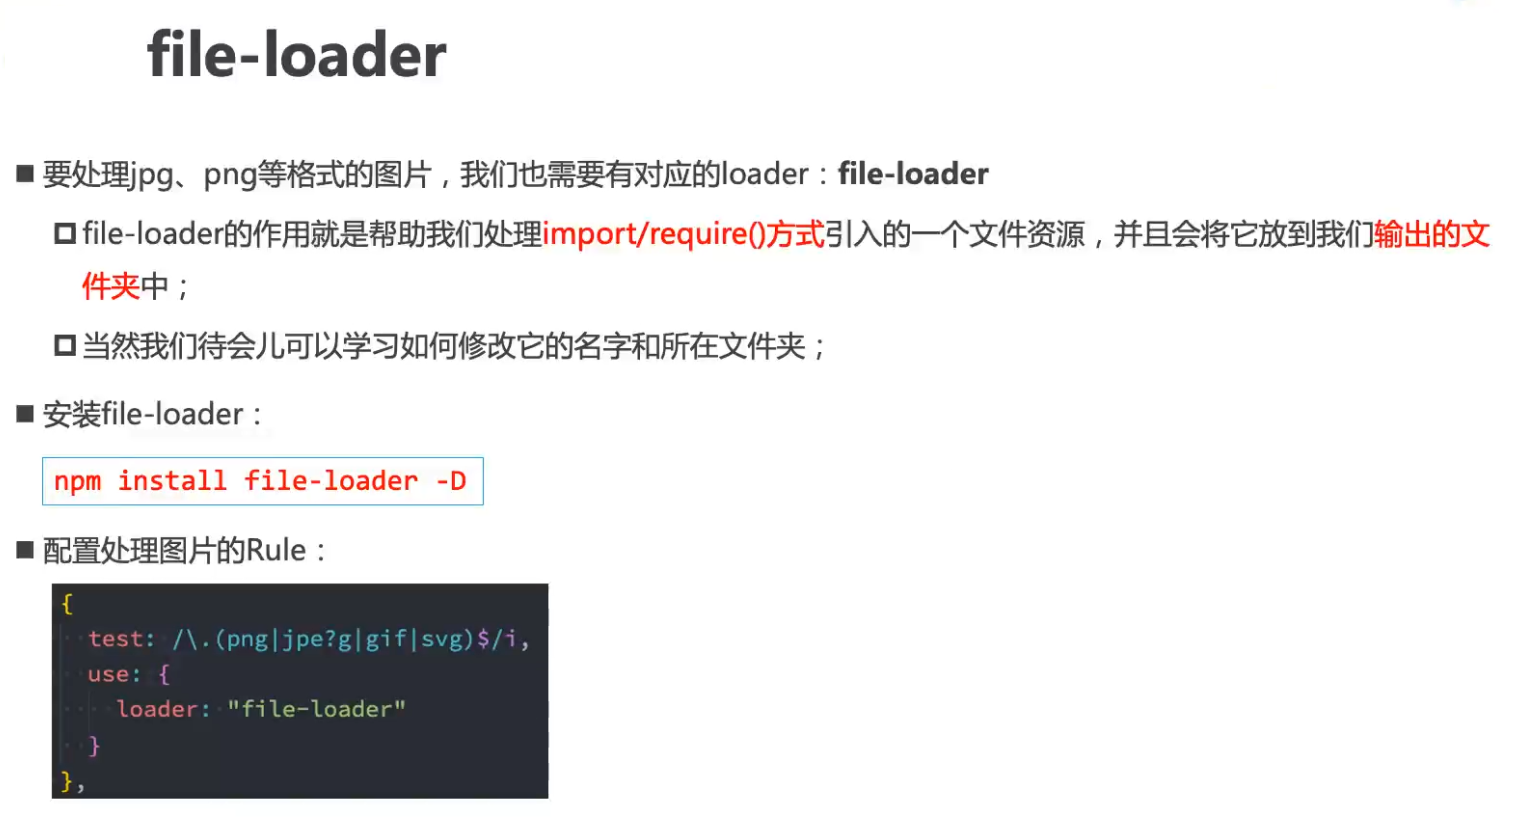 file-loader
■ 要处理jpg、png等格式的图片，我们也需要有对应的loader：file-loader
file-loader的作用就是帮助我们处理import/require()方式引入的一个文件资源，并且会将它放到我们输出的文
件夹中；
当然我们待会儿可以学习如何修改它的名字和所在文件夹；
■ 安装file-loader：
npm install file-loader -D
■ 配置处理图片的Rule：
{
test: /\.(png|jpe?g|gif|svg)$/i,
use: {
loader: "file-loader"
}
},